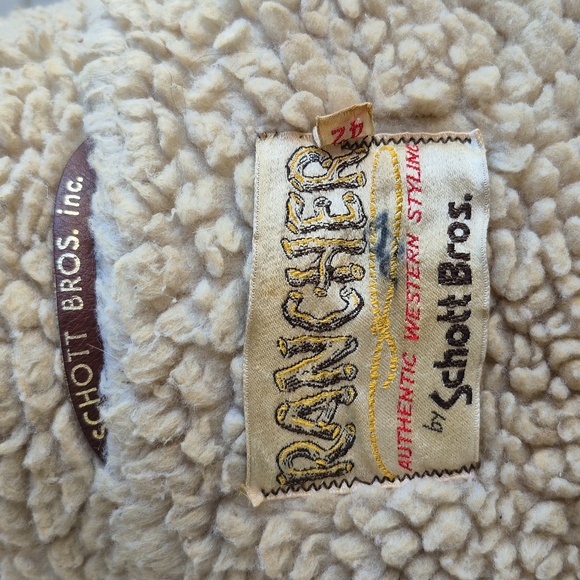 SCHOTT BROS. inc.
42
RANCHER
AUTHENTIC WESTERN STYLING
by Schott Bros.